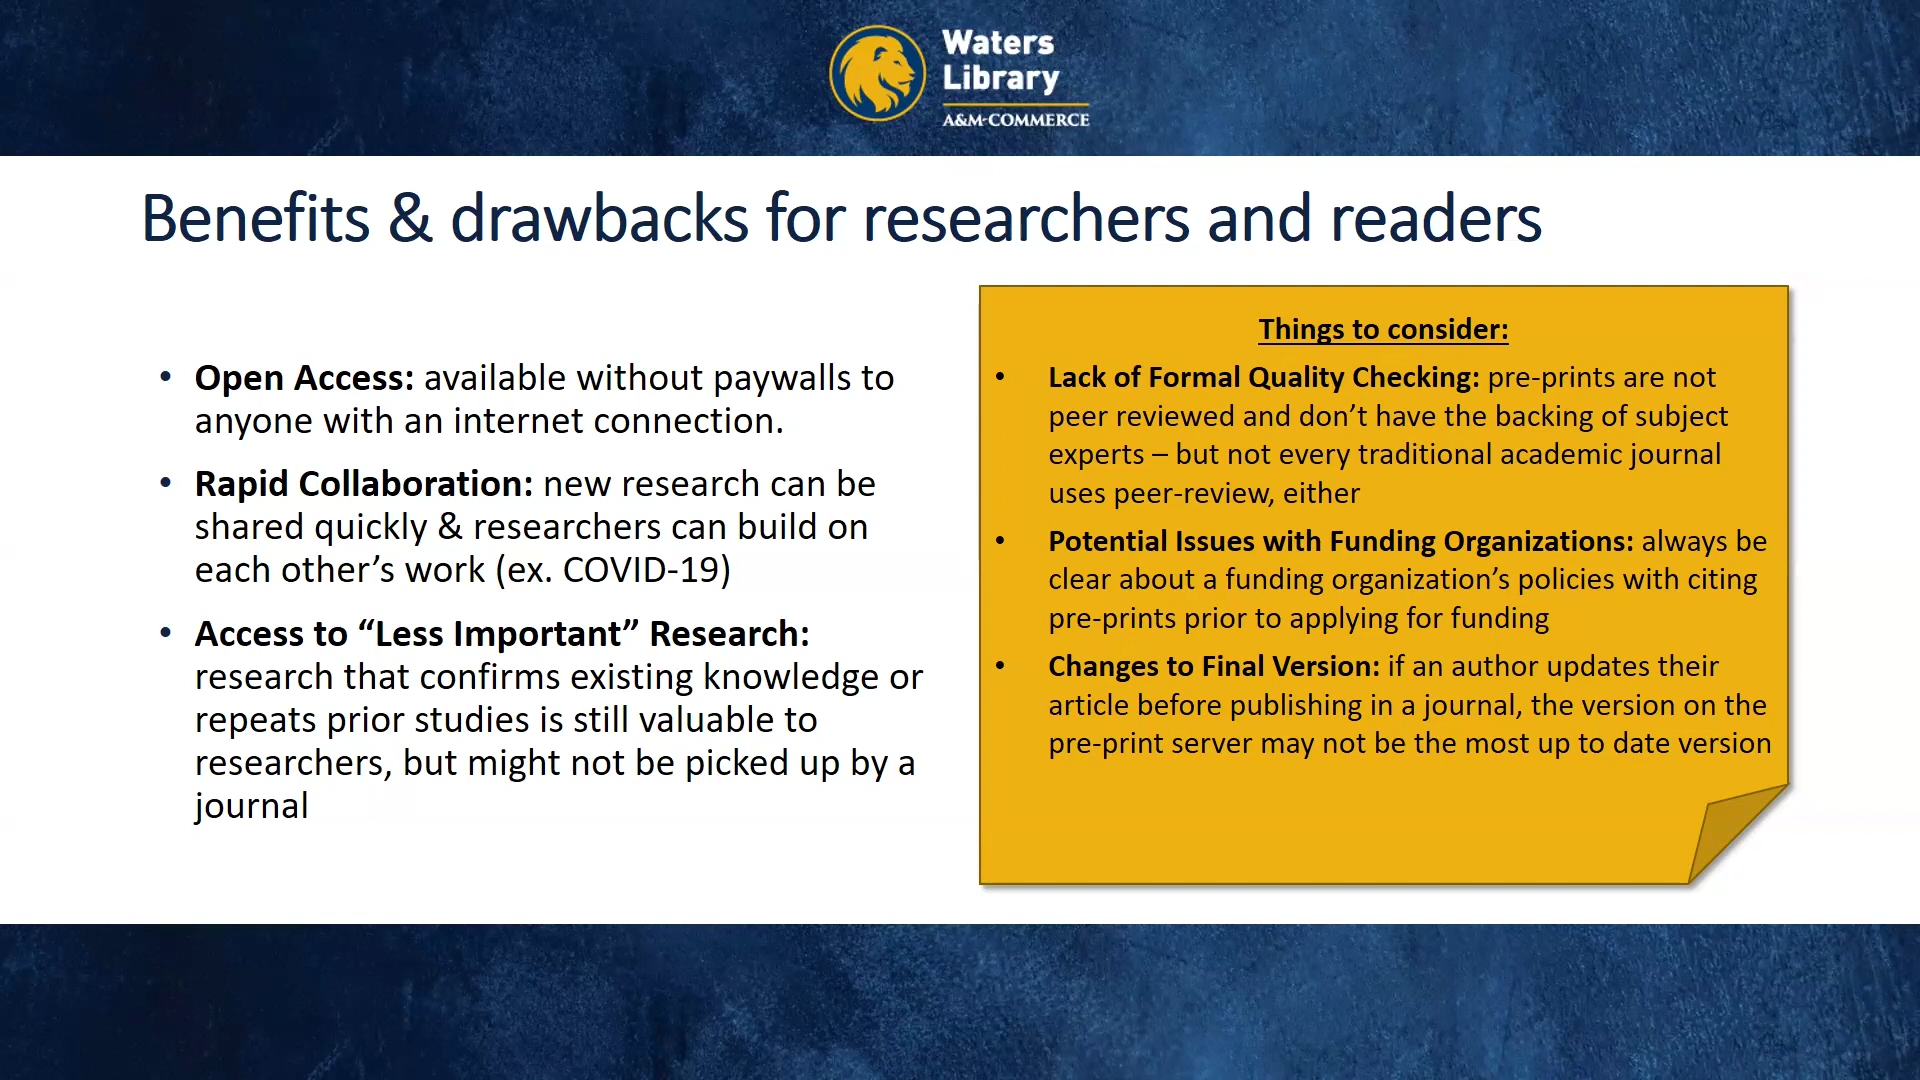 Waters
Library
A&M-COMMERCE
Benefits & drawbacks for researchers and readers
• Open Access: available without paywalls to
anyone with an internet connection.
• Rapid Collaboration: new research can be
shared quickly & researchers can build on
each other’s work (ex. COVID-19)
• Access to “Less Important” Research:
research that confirms existing knowledge or
repeats prior studies is still valuable to
researchers, but might not be picked up by a
journal
Things to consider:
• Lack of Formal Quality Checking: pre-prints are not
peer reviewed and don’t have the backing of subject
experts – but not every traditional academic journal
uses peer-review, either
• Potential Issues with Funding Organizations: always be
clear about a funding organization’s policies with citing
pre-prints prior to applying for funding
• Changes to Final Version: if an author updates their
article before publishing in a journal, the version on the
pre-print server may not be the most up to date version